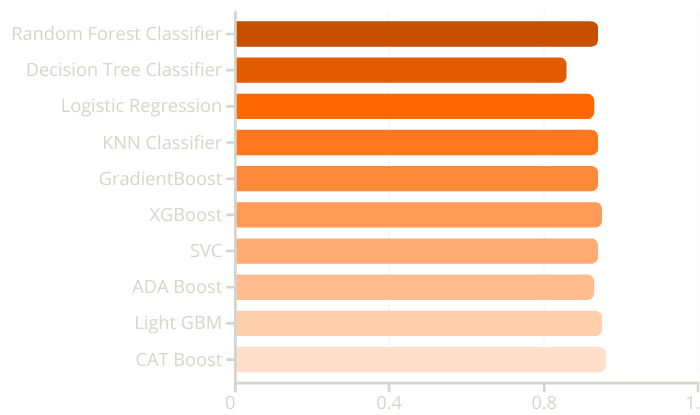 Random Forest Classifier
Decision Tree Classifier
Logistic Regression
KNN Classifier
GradientBoost
XGBoost
SVC
ADA Boost
Light GBM
CAT Boost
0 0.4 0.8 1.